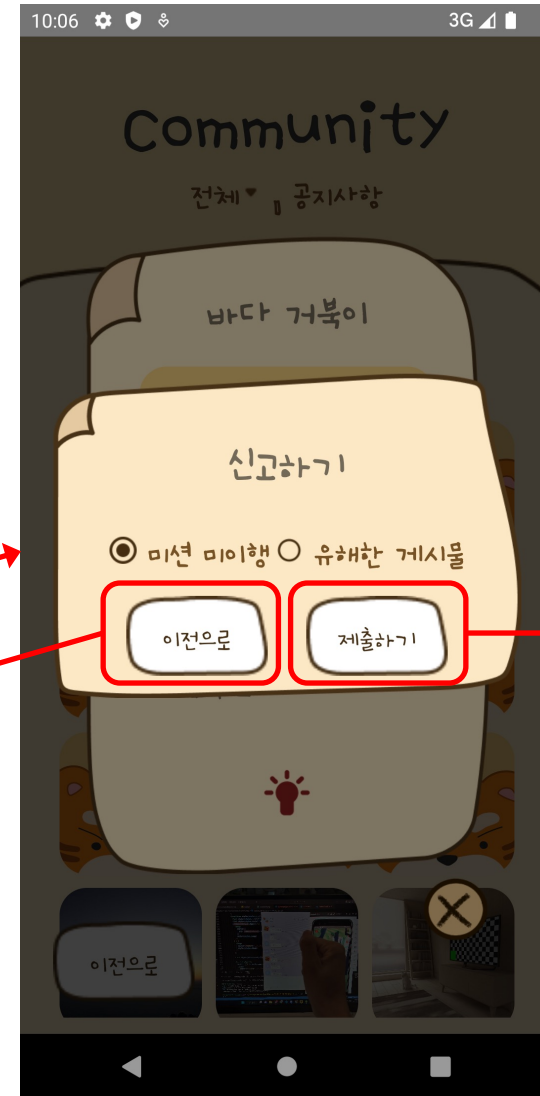 10:06 3G
Community
전체 공지사항
바다 거북이
신고하기
미션 미이행 유해한 게시물
이전으로 제출하기
이전으로